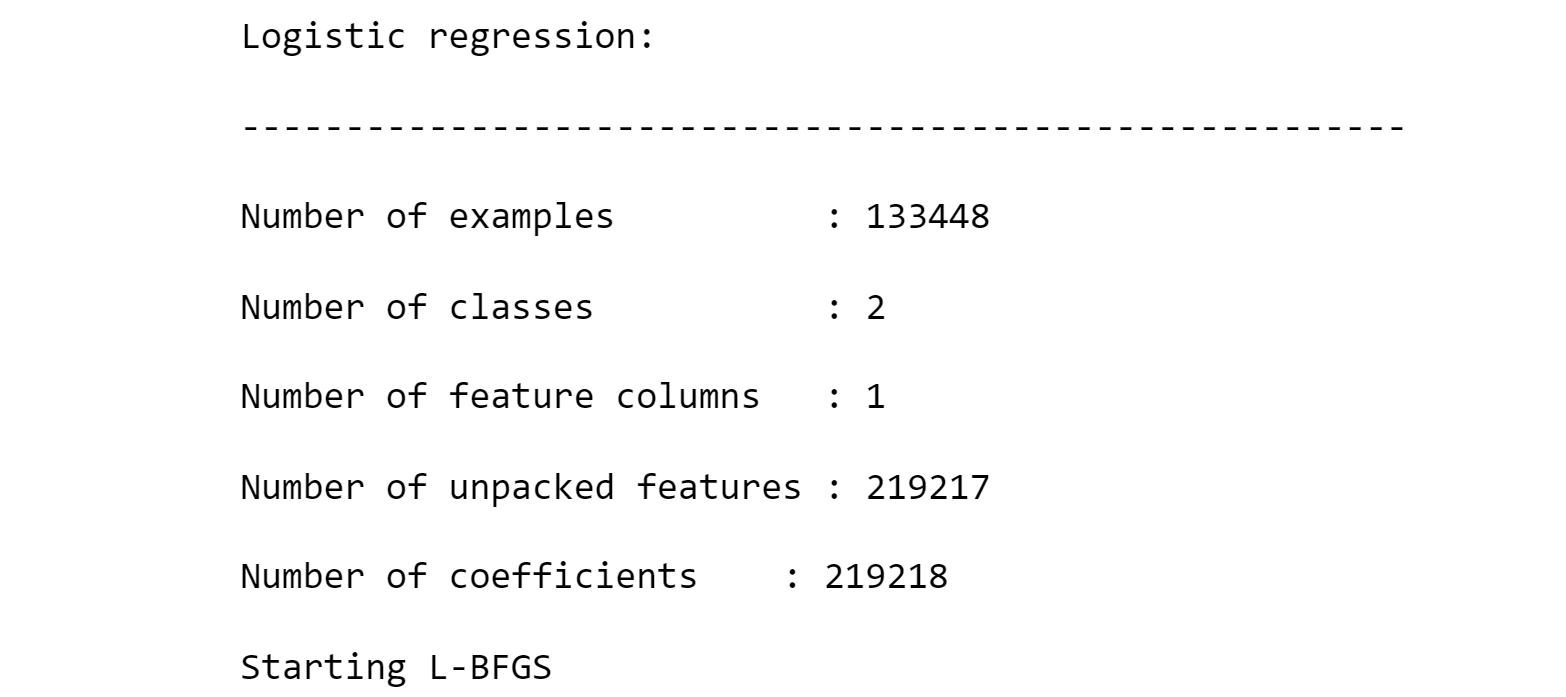 Logistic regression:
--------------------------------------------------------
Number of examples          : 133448
Number of classes           : 2
Number of feature columns   : 1
Number of unpacked features : 219217
Number of coefficients    : 219218
Starting L-BFGS